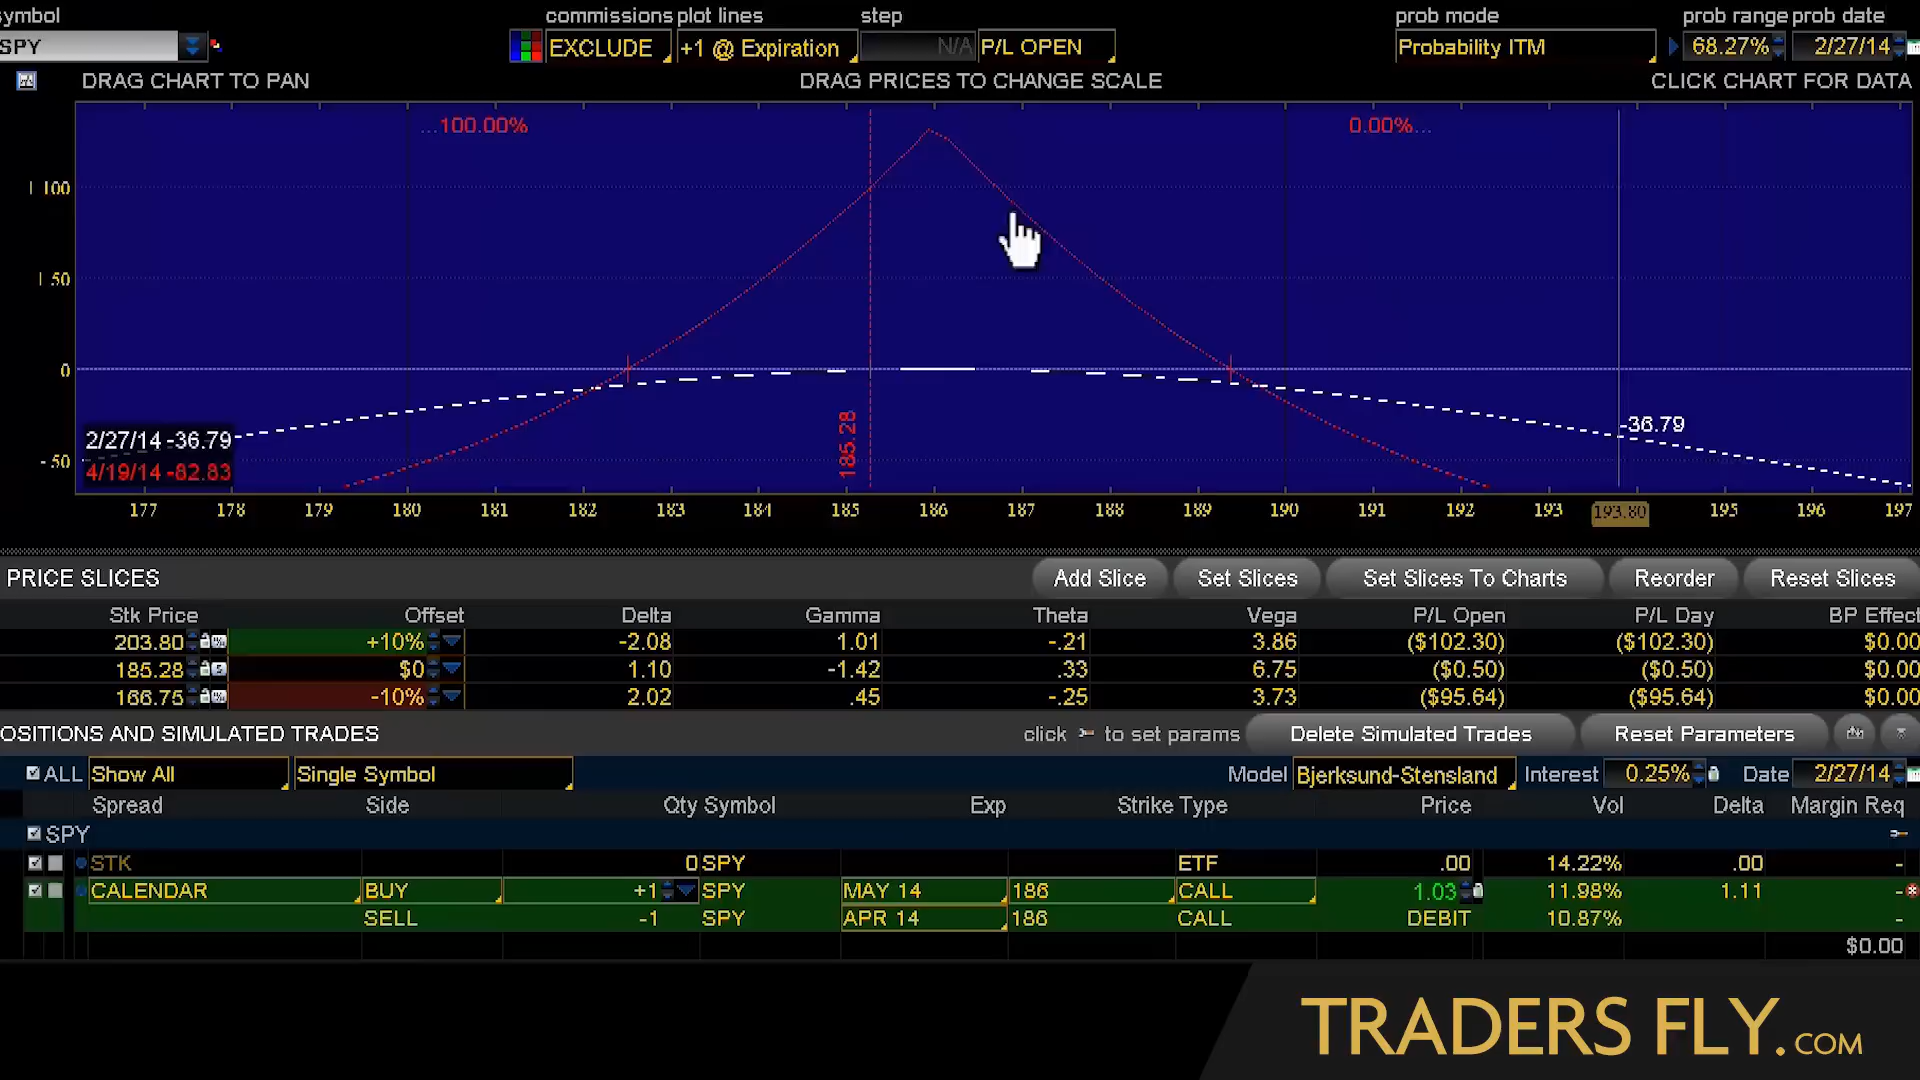 symbol commissions plot lines step prob mode prob range prob date
SPY EXCLUDE +1 @ Expiration N/A P/L OPEN Probability ITM 68.27% 2/27/14
DRAG CHART TO PAN DRAG PRICES TO CHANGE SCALE CLICK CHART FOR DATA
...100.00% 0.00%...
100
50
0
-50
185.28
-36.79
2/27/14 -36.79
4/19/14 -82.83
177 178 179 180 181 182 183 184 185 186 187 188 189 190 191 192 193 193.80 195 196 197
PRICE SLICES Add Slice Set Slices Set Slices To Charts Reorder Reset Slices
Stk Price Offset Delta Gamma Theta Vega P/L Open P/L Day BP Effect
203.80 +10% -2.08 1.01 -.21 3.86 ($102.30) ($102.30) $0.00
185.28 $0 1.10 -1.42 .33 6.75 ($0.50) ($0.50) $0.00
166.75 -10% 2.02 .45 -.25 3.73 ($95.64) ($95.64) $0.00
OSITIONS AND SIMULATED TRADES click to set params Delete Simulated Trades Reset Parameters
ALL Show All Single Symbol Model Bjerksund-Stensland Interest 0.25% Date 2/27/14
Spread Side Qty Symbol Exp Strike Type Price Vol Delta Margin Req
SPY
STK 0 SPY ETF .00 14.22% .00 -
CALENDAR BUY +1 SPY MAY 14 186 CALL 1.03 11.98% 1.11 -
SELL -1 SPY APR 14 186 CALL DEBIT 10.87% -
$0.00
TRADERS FLY.COM